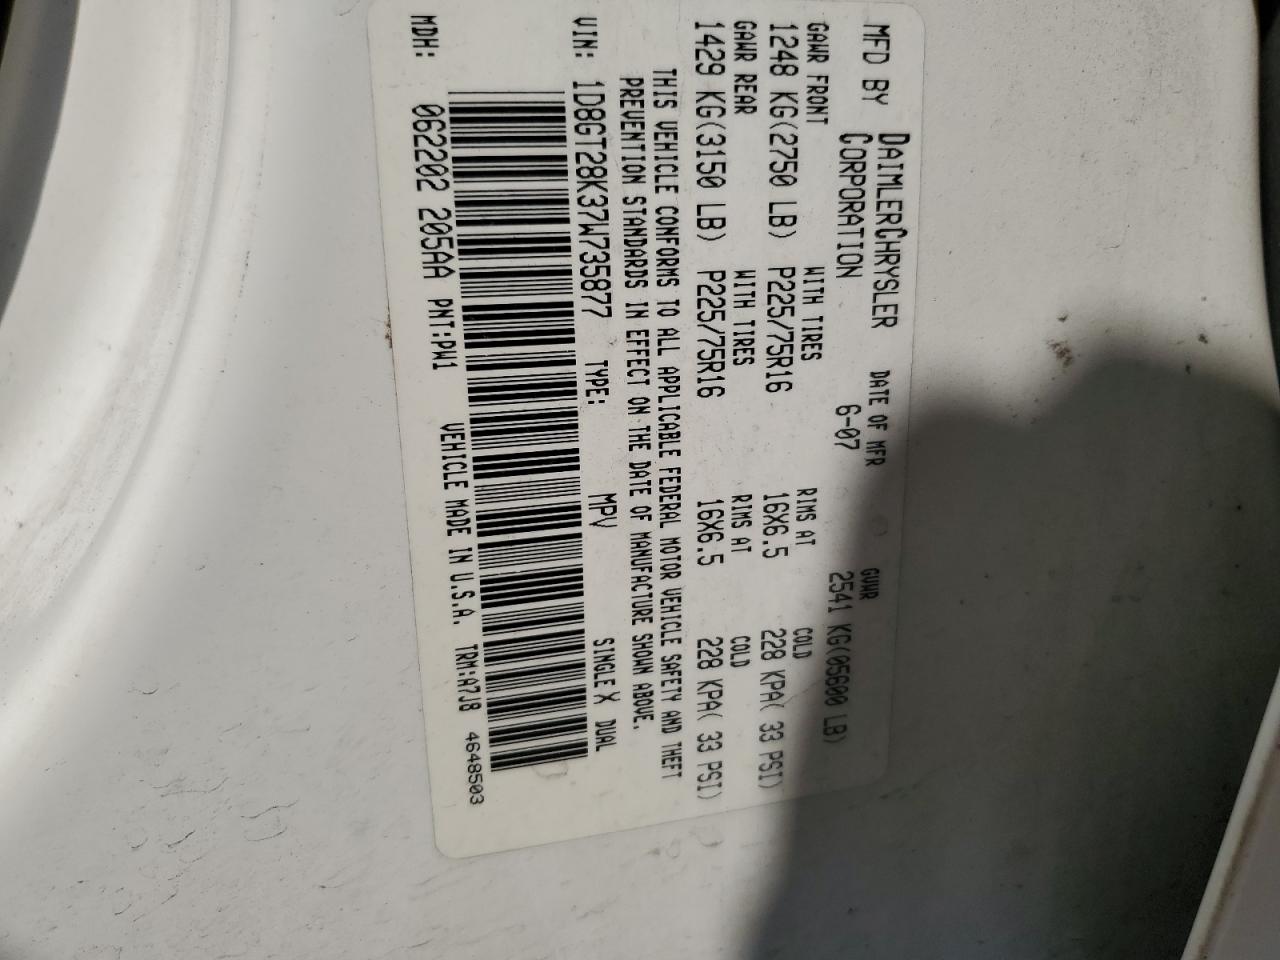 MFD BY DAIMLERCHRYSLER CORPORATION
DATE OF MFR 6-07
GVWR 2541 KG(05600 LB)
GAWR FRONT WITH TIRES RIMS AT COLD
1248 KG(2750 LB) P225/75R16 16X6.5 228 KPA( 33 PSI)
GAWR REAR WITH TIRES RIMS AT COLD
1429 KG(3150 LB) P225/75R16 16X6.5 228 KPA( 33 PSI)
THIS VEHICLE CONFORMS TO ALL APPLICABLE FEDERAL MOTOR VEHICLE SAFETY AND THEFT
PREVENTION STANDARDS IN EFFECT ON THE DATE OF MANUFACTURE SHOWN ABOVE.
VIN: 1D8GT28K37W735877 TYPE: MPV SINGLE X DUAL
MDH: 062202 205AA PNT:PW1 VEHICLE MADE IN U.S.A. TRM:A7J8 4648503